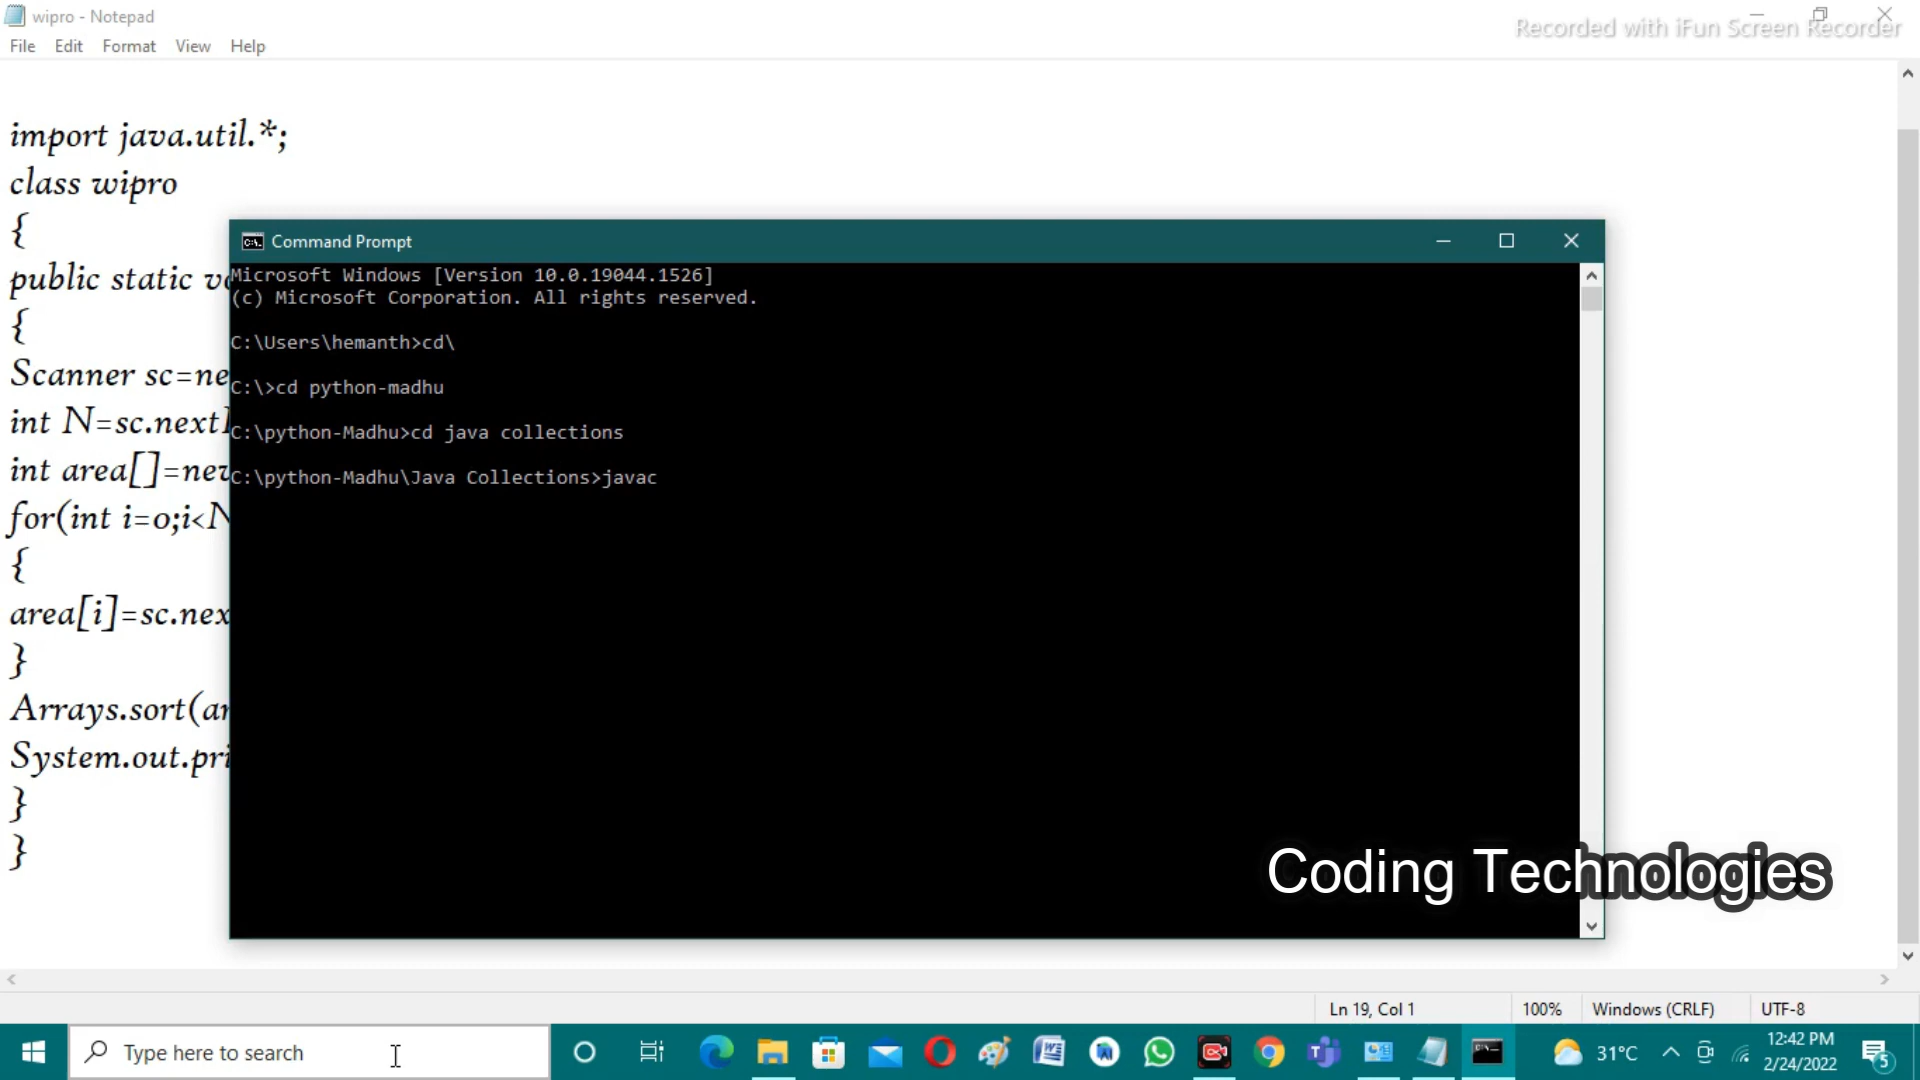 wipro - Notepad
Recorded with iFun Screen Recorder
File Edit Format View Help
import java.util.*;
class wipro
{
public static
{
Scanner sc=ne
int N=sc.next
int area[]=new
for(int i=0;i<N
{
area[i]=sc.nex
}
Arrays.sort(ar
System.out.pri
}
}
Command Prompt
Microsoft Windows [Version 10.0.19044.1526]
(c) Microsoft Corporation. All rights reserved.
C:\Users\hemanth>cd\
C:\>cd python-madhu
C:\python-Madhu>cd java collections
C:\python-Madhu\Java Collections>javac
Coding Technologies
Ln 19, Col 1 100% Windows (CRLF) UTF-8
Type here to search
31°C
12:42 PM
2/24/2022
5